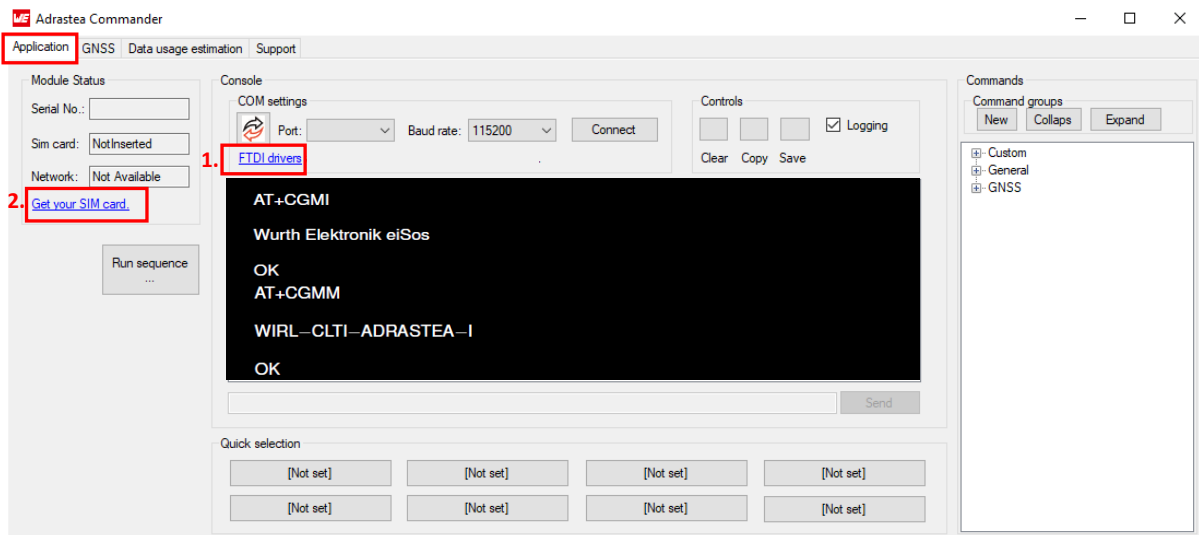 WE Adrastea Commander
Application GNSS Data usage estimation Support
Module Status
Serial No.:
Sim card: NotInserted
Network: Not Available
2. Get your SIM card.
Run sequence
...
Console
COM settings
Port: Baud rate: 115200 Connect
1. FTDI drivers
.
Controls
Logging
Clear Copy Save
AT+CGMI
Wurth Elektronik eiSos
OK
AT+CGMM
WIRL–CLTI–ADRASTEA–I
OK
Send
Quick selection
[Not set] [Not set] [Not set] [Not set]
[Not set] [Not set] [Not set] [Not set]
Commands
Command groups
New Collaps Expand
Custom
General
GNSS